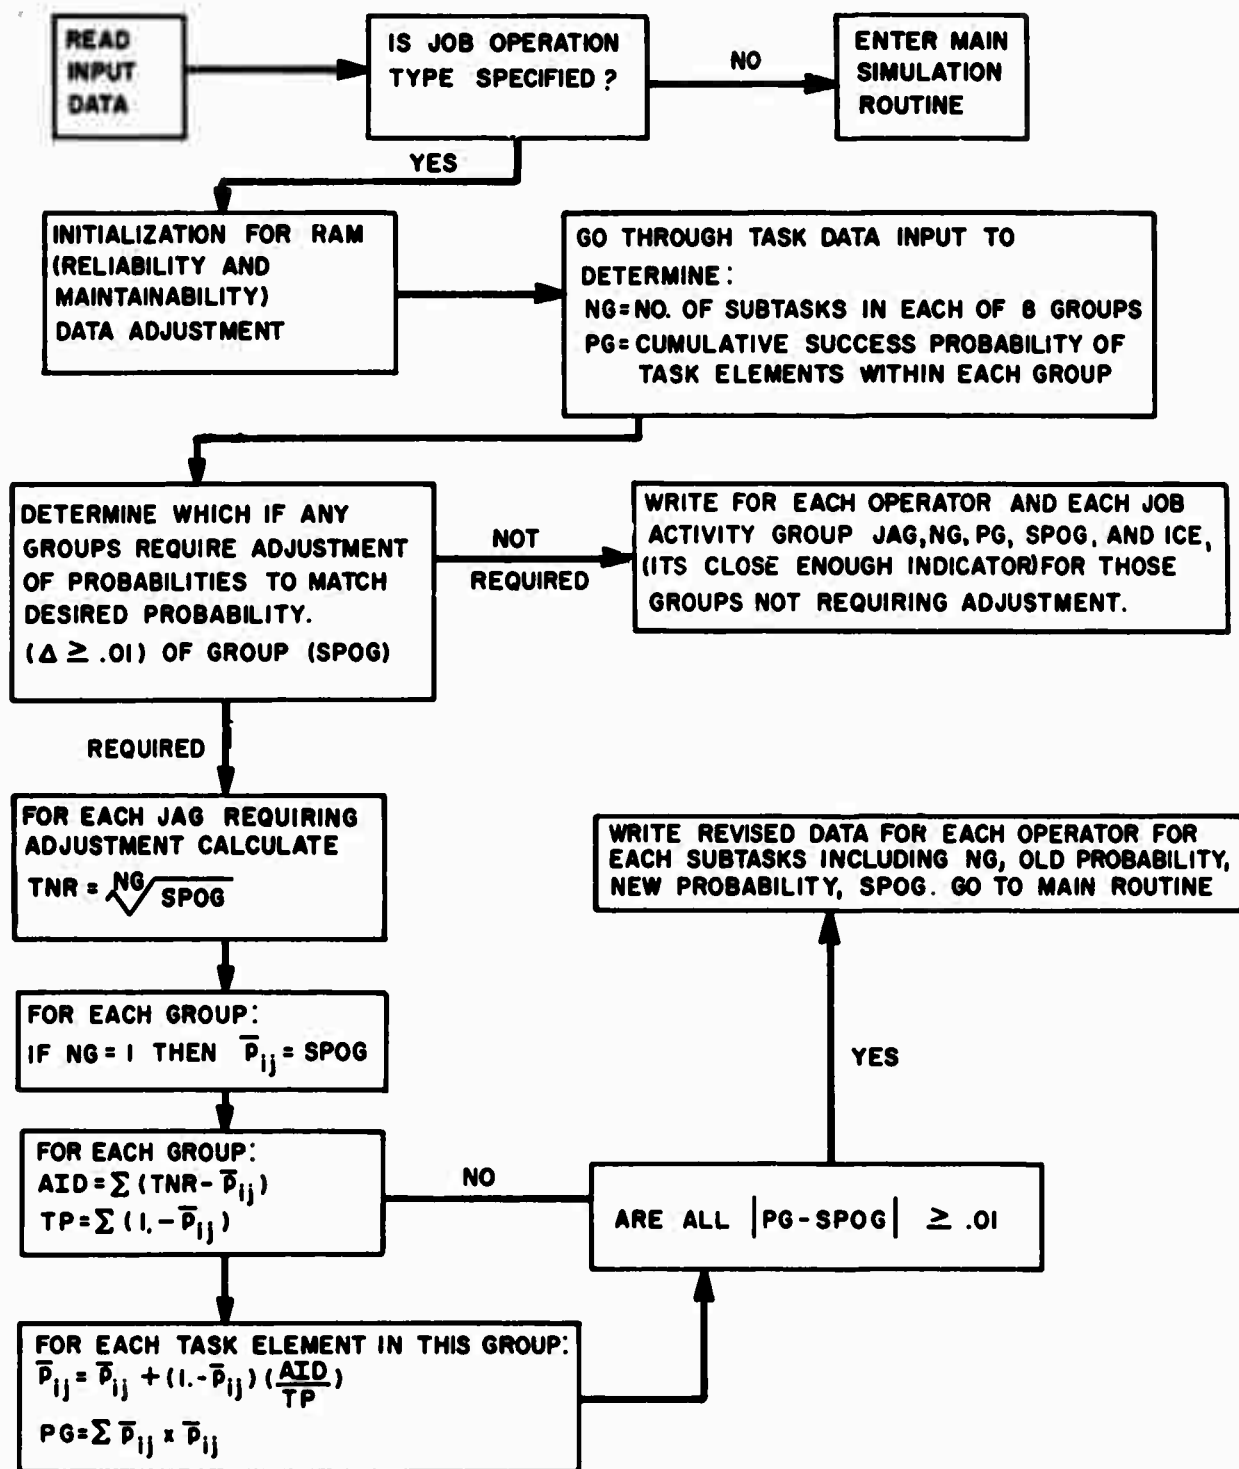 READ
INPUT
DATA
IS JOB OPERATION
TYPE SPECIFIED?
NO
ENTER MAIN
SIMULATION
ROUTINE
YES
INITIALIZATION FOR RAM
(RELIABILITY AND
MAINTAINABILITY)
DATA ADJUSTMENT
GO THROUGH TASK DATA INPUT TO
DETERMINE:
NG=NO. OF SUBTASKS IN EACH OF 8 GROUPS
PG=CUMULATIVE SUCCESS PROBABILITY OF
TASK ELEMENTS WITHIN EACH GROUP
DETERMINE WHICH IF ANY
GROUPS REQUIRE ADJUSTMENT
OF PROBABILITIES TO MATCH
DESIRED PROBABILITY.
(Δ ≥ .01) OF GROUP (SPOG)
NOT
REQUIRED
WRITE FOR EACH OPERATOR AND EACH JOB
ACTIVITY GROUP JAG,NG,PG,SPOG, AND ICE,
(ITS CLOSE ENOUGH INDICATOR)FOR THOSE
GROUPS NOT REQUIRING ADJUSTMENT.
REQUIRED
FOR EACH JAG REQUIRING
ADJUSTMENT CALCULATE
TNR = NG√SPOG
WRITE REVISED DATA FOR EACH OPERATOR FOR
EACH SUBTASKS INCLUDING NG, OLD PROBABILITY,
NEW PROBABILITY, SPOG. GO TO MAIN ROUTINE
FOR EACH GROUP:
IF NG=1 THEN p̄ij = SPOG
YES
FOR EACH GROUP:
AID=Σ(TNR-p̄ij)
TP=Σ(1.-p̄ij)
NO
ARE ALL |PG-SPOG| ≥ .01
FOR EACH TASK ELEMENT IN THIS GROUP:
p̄ij = p̄ij + (1.-p̄ij)(AID/TP)
PG=Σ p̄ij x p̄ij